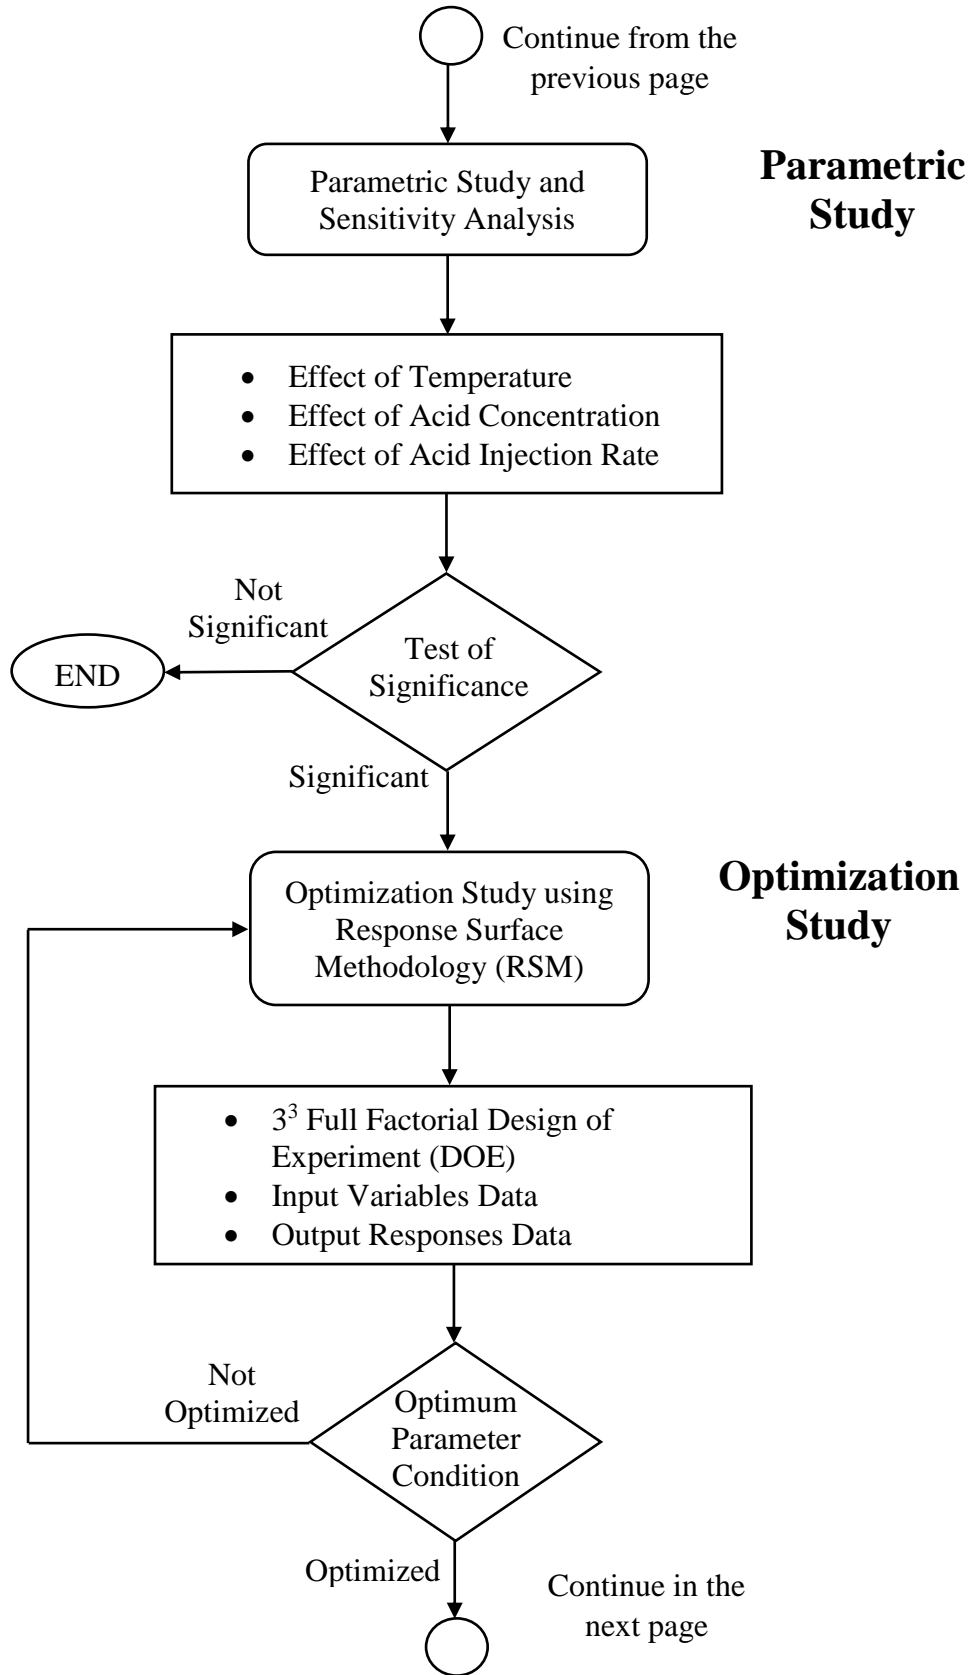 Continue from the
previous page
Parametric Study and
Sensitivity Analysis
Parametric
Study
• Effect of Temperature
• Effect of Acid Concentration
• Effect of Acid Injection Rate
Not
Significant
Test of
Significance
END
Significant
Optimization Study using
Response Surface
Methodology (RSM)
Optimization
Study
• 3³ Full Factorial Design of
Experiment (DOE)
• Input Variables Data
• Output Responses Data
Not
Optimized
Optimum
Parameter
Condition
Optimized
Continue in the
next page